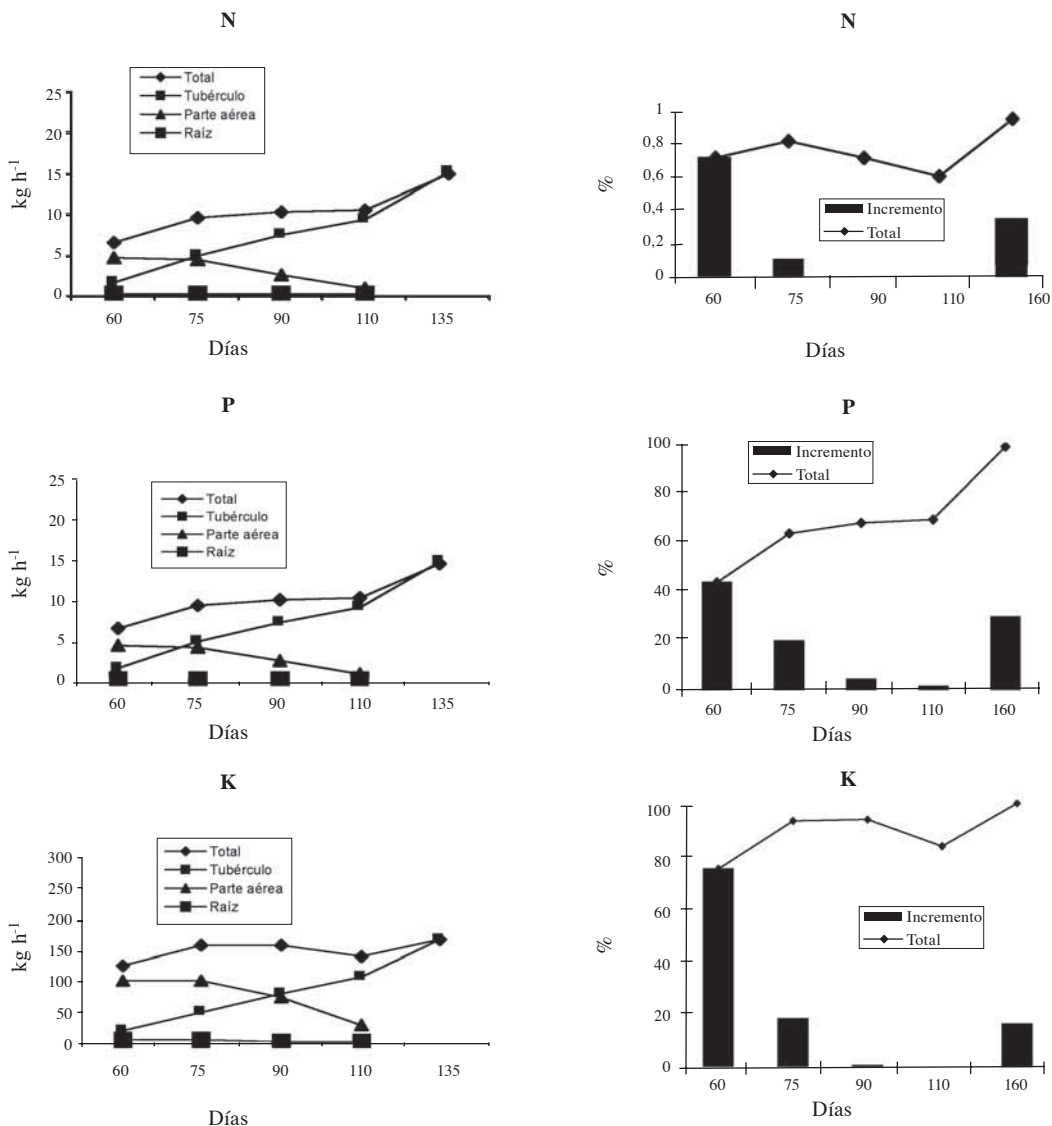 N
Total
Tubérculo
Parte aérea
Raíz
25
20
15
10
5
0
kg h-1
60 75 90 110 135
Días
N
1
0,8
0,6
0,4
0,2
0
%
Incremento
Total
60 75 90 110 160
Días
P
Total
Tubérculo
Parte aérea
Raíz
25
20
15
10
5
0
kg h-1
60 75 90 110 135
Días
P
100
80
60
40
20
0
%
Incremento
Total
60 75 90 110 160
Días
K
Total
Tubérculo
Parte aérea
Raíz
300
250
200
150
100
50
0
kg h-1
60 75 90 110 135
Días
K
100
80
60
40
20
0
%
Incremento
Total
60 75 90 110 160
Días